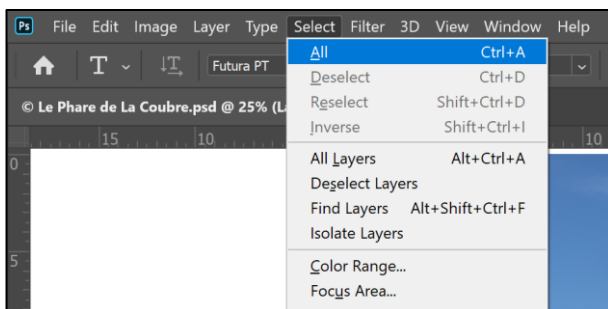 Ps File Edit Image Layer Type Select Filter 3D View Window Help
T Futura PT
All Ctrl+A
Deselect Ctrl+D
Reselect Shift+Ctrl+D
Inverse Shift+Ctrl+I
© Le Phare de La Coubre.psd @ 25% (L
15 10 10
0
All Layers Alt+Ctrl+A
Deselect Layers
Find Layers Alt+Shift+Ctrl+F
Isolate Layers
5
Color Range...
Focus Area...